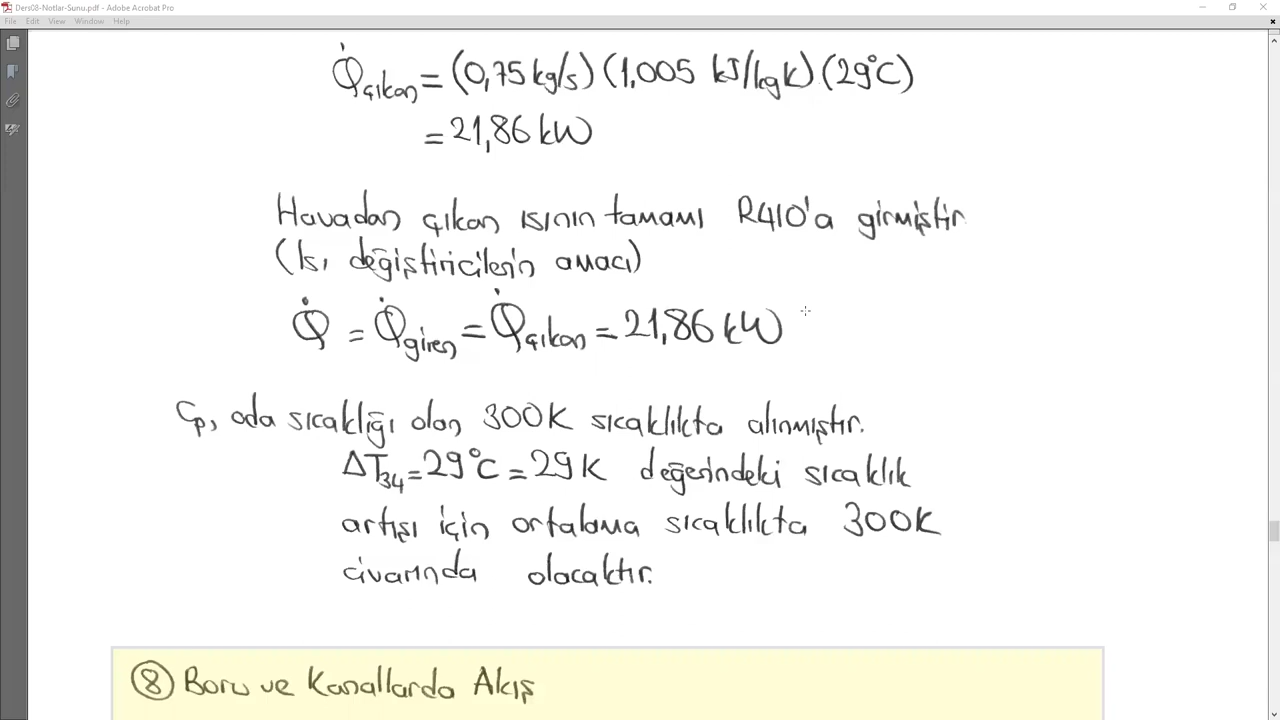 Ders08-Notlar-Sunu.pdf - Adobe Acrobat Pro
File Edit View Window Help
Q̇çıkan = (0,75 kg/s) (1,005 kJ/kgK) (29°C)
= 21,86 kW
Havadan çıkan ısının tamamı R410'a girmiştir
(Isı değiştiricilerin amacı)
Q̇ = Q̇giren = Q̇çıkan = 21,86 kW
Cp, oda sıcaklığı olan 300K sıcaklıkta alınmıştır.
ΔT34 = 29°C = 29K değerindeki sıcaklık
artışı için ortalama sıcaklıkta 300K
civarında olacaktır.
8 Boru ve Kanallarda Akış